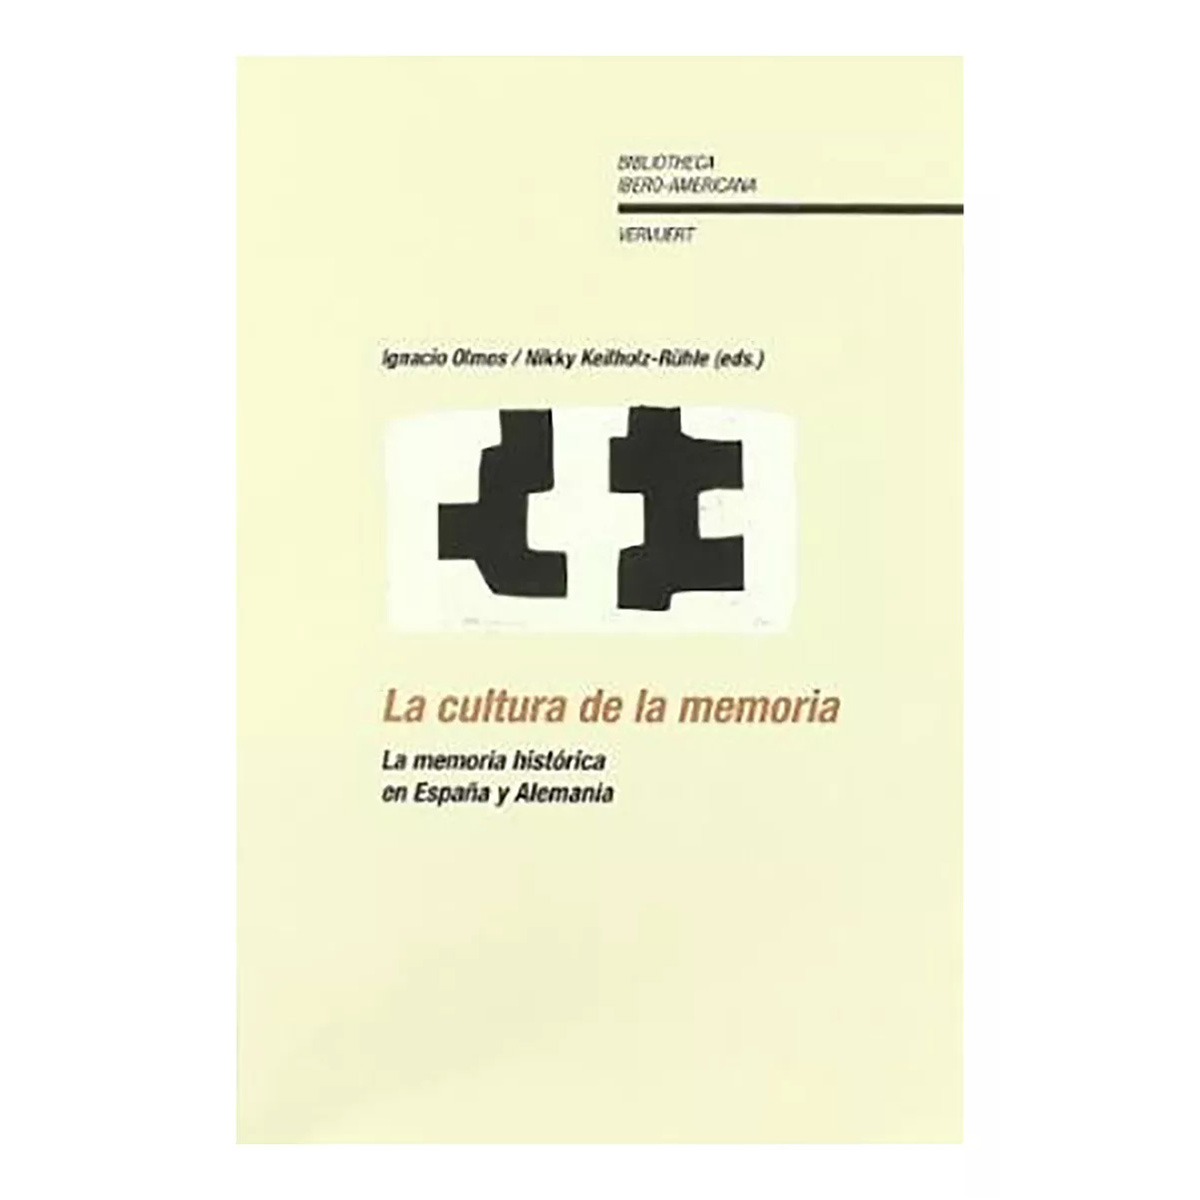 BIBLIOTHECA
IBERO-AMERICANA
VERVUERT
Ignacio Olmos / Nikky Keilholz-Rühle (eds.)
La cultura de la memoria
La memoria histórica
en España y Alemania